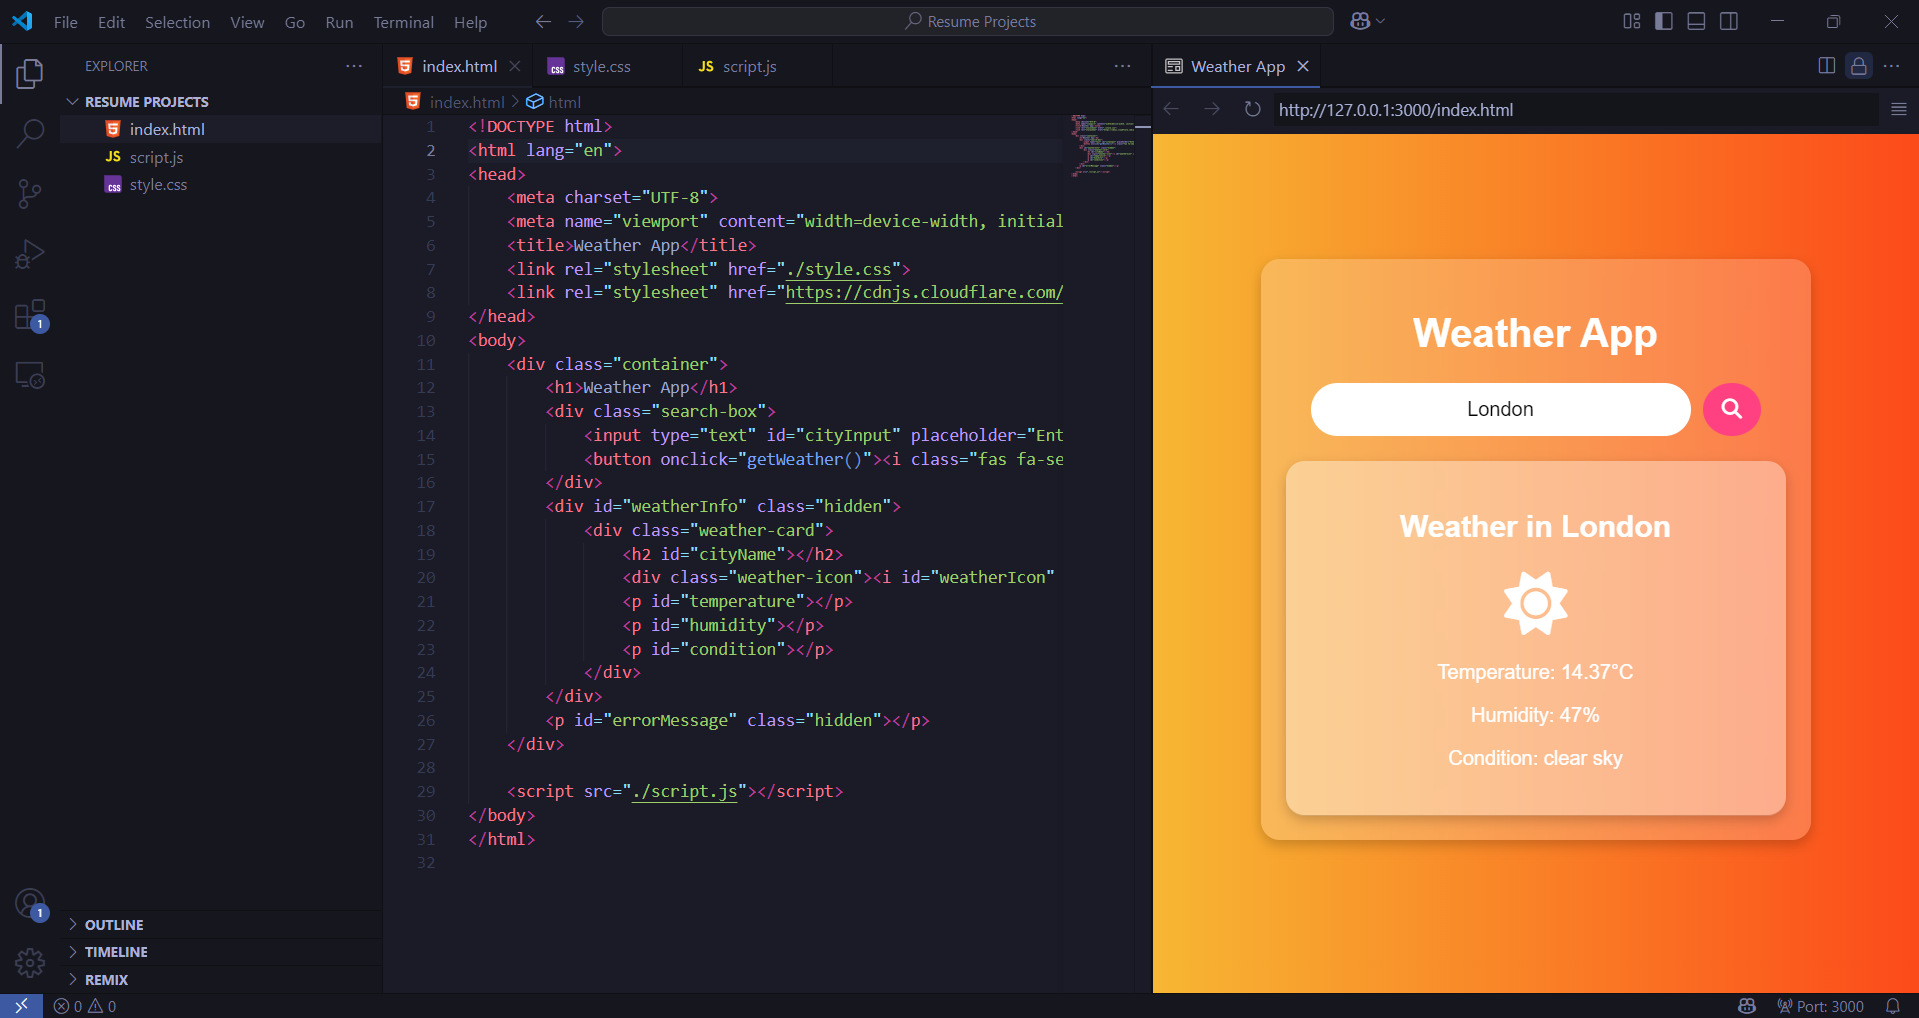 File Edit Selection View Go Run Terminal Help
Resume Projects
EXPLORER
RESUME PROJECTS
index.html
JS script.js
css style.css
1
1
OUTLINE
TIMELINE
REMIX
index.html
css style.css
JS script.js
index.html > html
1 <!DOCTYPE html>
2 <html lang="en">
3 <head>
4 <meta charset="UTF-8">
5 <meta name="viewport" content="width=device-width, initial
6 <title>Weather App</title>
7 <link rel="stylesheet" href="./style.css">
8 <link rel="stylesheet" href="https://cdnjs.cloudflare.com/
9 </head>
10 <body>
11 <div class="container">
12 <h1>Weather App</h1>
13 <div class="search-box">
14 <input type="text" id="cityInput" placeholder="Ent
15 <button onclick="getWeather()"><i class="fas fa-se
16 </div>
17 <div id="weatherInfo" class="hidden">
18 <div class="weather-card">
19 <h2 id="cityName"></h2>
20 <div class="weather-icon"><i id="weatherIcon"
21 <p id="temperature"></p>
22 <p id="humidity"></p>
23 <p id="condition"></p>
24 </div>
25 </div>
26 <p id="errorMessage" class="hidden"></p>
27 </div>
28
29 <script src="./script.js"></script>
30 </body>
31 </html>
32
Weather App
http://127.0.0.1:3000/index.html
Weather App
London
Weather in London
Temperature: 14.37°C
Humidity: 47%
Condition: clear sky
0 0
Port: 3000